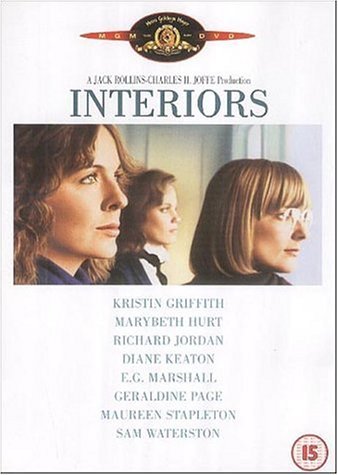 MGM DVD
A JACK ROLLINS-CHARLES H. JOFFE Production
INTERIORS
KRISTIN GRIFFITH
MARYBETH HURT
RICHARD JORDAN
DIANE KEATON
E.G. MARSHALL
GERALDINE PAGE
MAUREEN STAPLETON
SAM WATERSTON
15